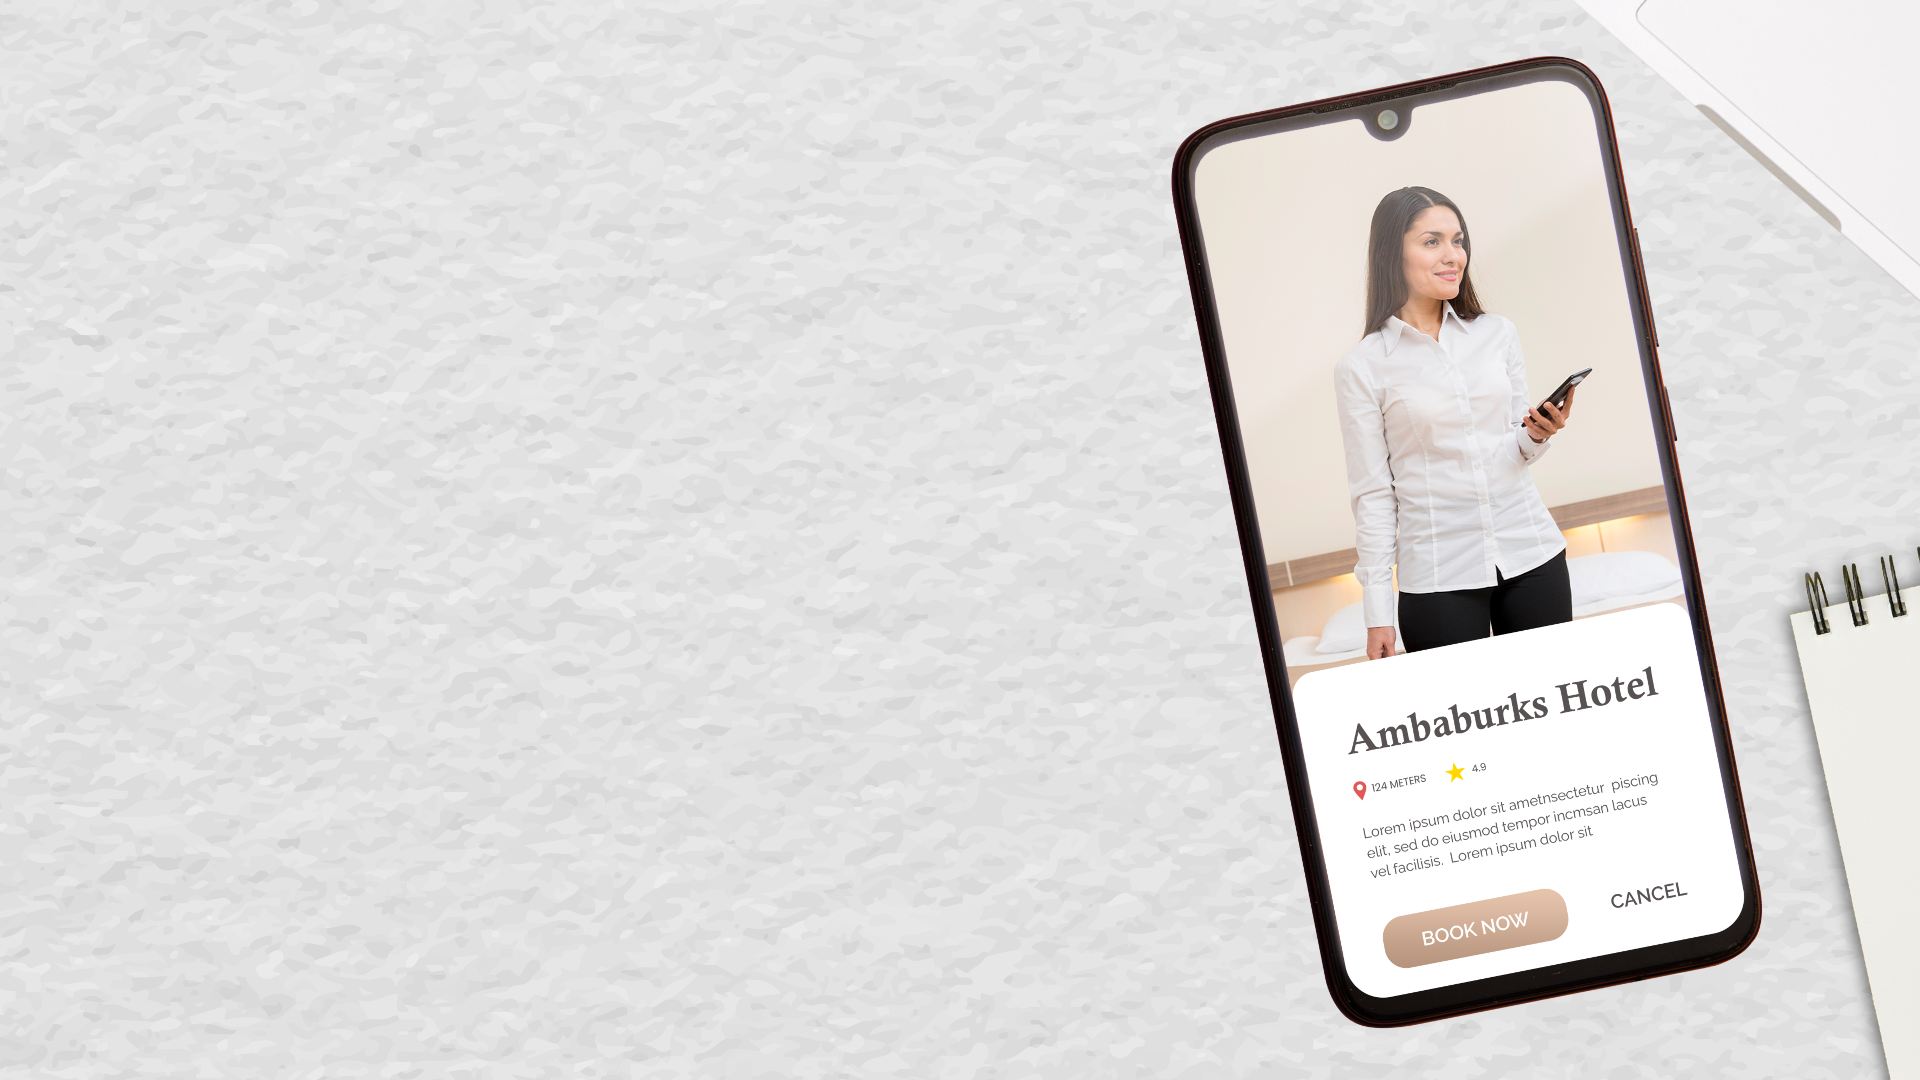 Ambaburks Hotel
124 METERS 4.9
Lorem ipsum dolor sit ametnsectetur piscing
elit, sed do eiusmod tempor incmsan lacus
vel facilisis. Lorem ipsum dolor sit
BOOK NOW CANCEL